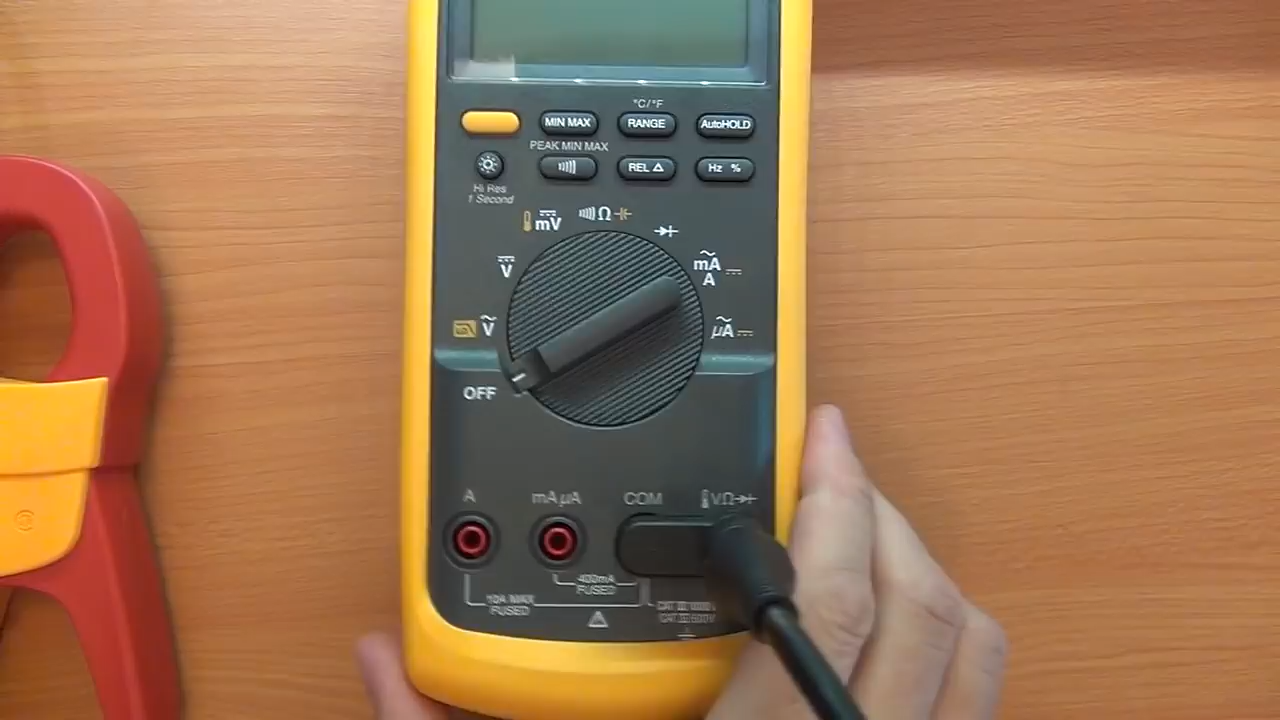 °C/°F
MIN MAX RANGE AutoHOLD
PEAK MIN MAX
REL △ Hz %
Hi Res
1 Second
mV Ω
V mA
A
V µA
OFF
A mA µA COM VΩ
400mA
FUSED
10A MAX
FUSED